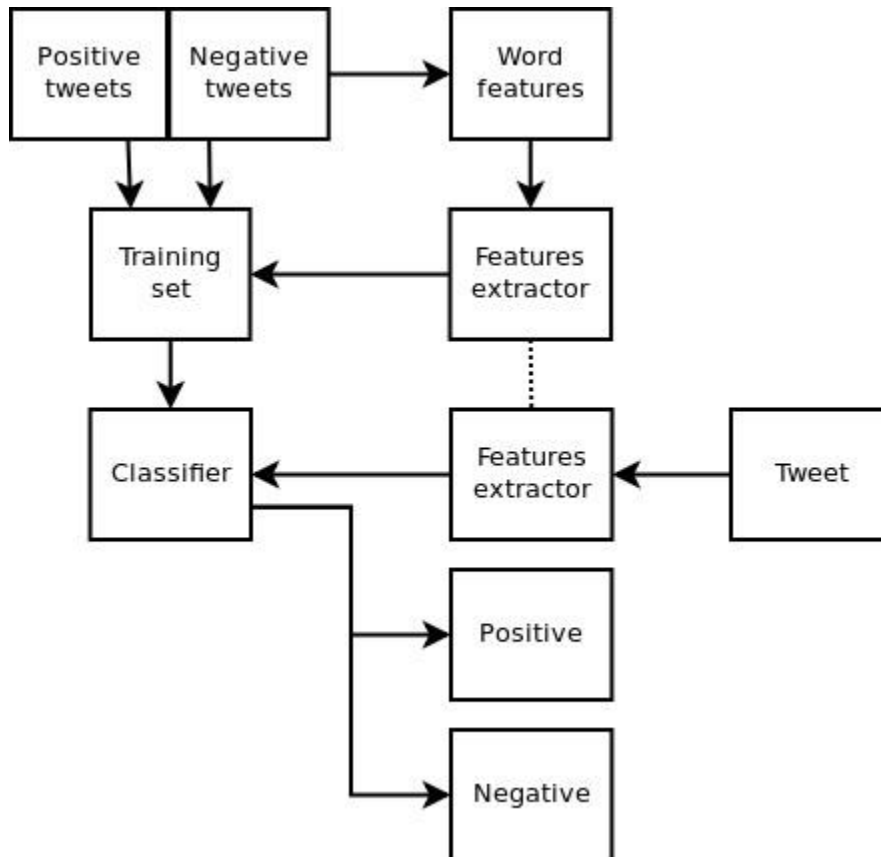 Positive
tweets
Negative
tweets
Word
features
Training
set
Features
extractor
Classifier
Features
extractor
Tweet
Positive
Negative